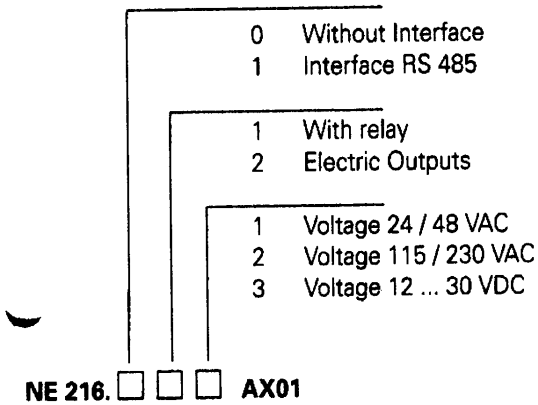 0 Without Interface
1 Interface RS 485
1 With relay
2 Electric Outputs
1 Voltage 24 / 48 VAC
2 Voltage 115 / 230 VAC
3 Voltage 12 ... 30 VDC
NE 216. □ □ □ AX01